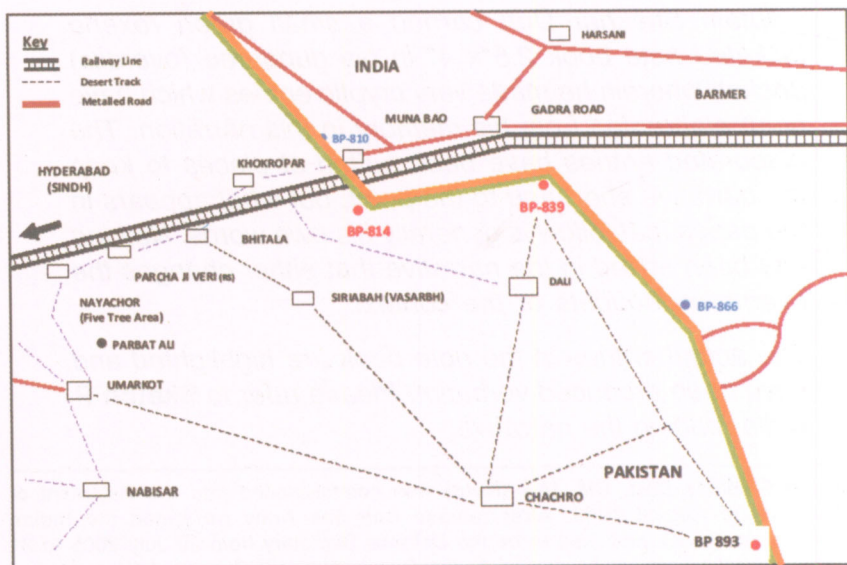 Key
Railway Line
Desert Track
Metalled Road
HARSANI
INDIA
BARMER
MUNA BAO
GADRA ROAD
BP-810
KHOKROPAR
HYDERABAD
(SINDH)
BP-814
BP-839
BHITALA
PARCHA JI VERI (RS)
SIRIABAH (VASARBH)
DALI
BP-866
NAYACHOR
(Five Tree Area)
PARBAT ALI
UMARKOT
PAKISTAN
NABISAR
CHACHRO
BP 893